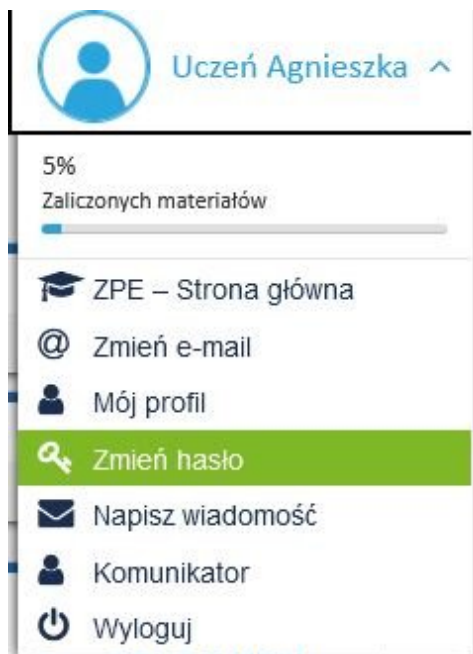 Uczeń Agnieszka
5%
Zaliczonych materiałów
ZPE – Strona główna
@ Zmień e-mail
Mój profil
Zmień hasło
Napisz wiadomość
Komunikator
Wyloguj